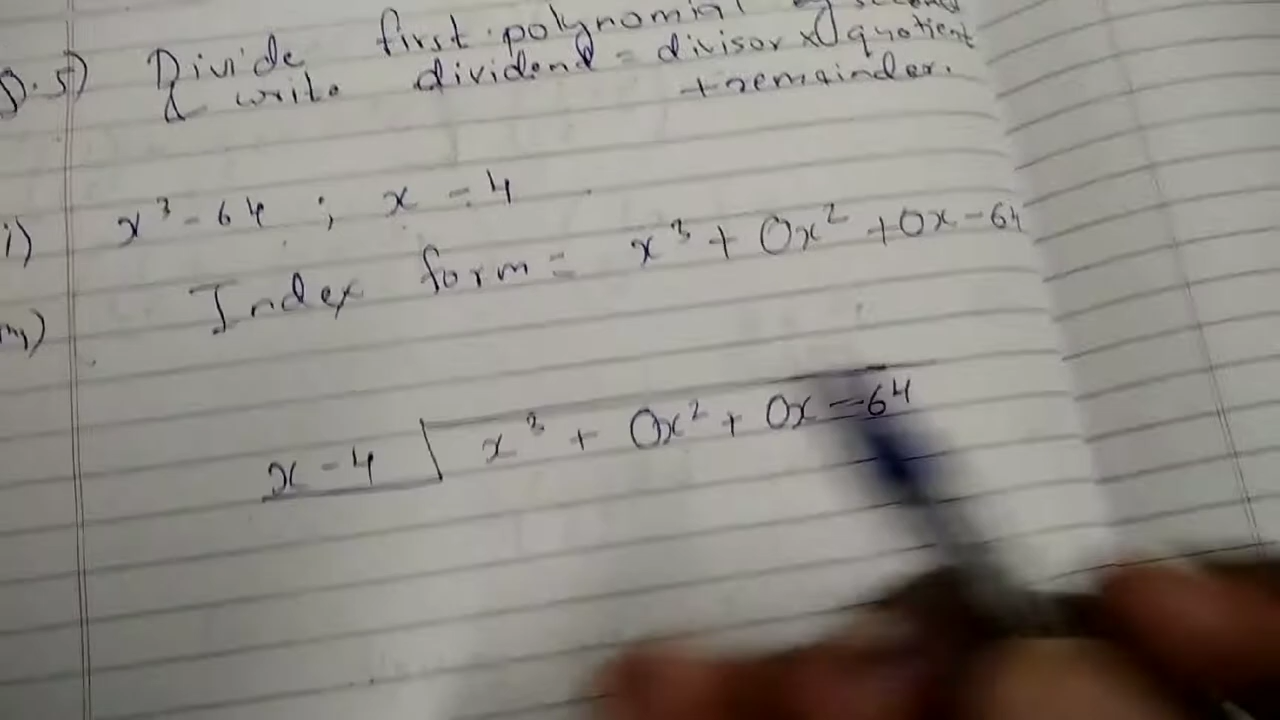 Q.5) Divide first polynomial by second
& write dividend = divisor x quotient
+ remainder.
i) x³ - 64 ; x - 4
Index form = x³ + 0x² + 0x - 64
x - 4 x³ + 0x² + 0x - 64